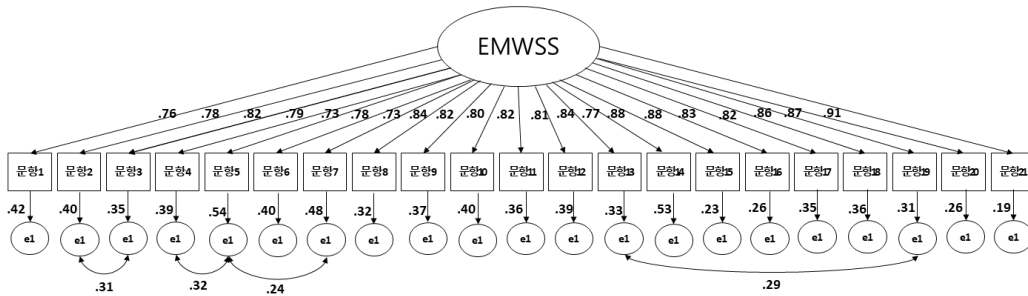 EMWSS
.76 .78 .82 .79 .73 .78 .73 .84 .82 .80 .82 .81 .84 .77 .88 .88 .83 .82 .86 .87 .91
문항1 문항2 문항3 문항4 문항5 문항6 문항7 문항8 문항9 문항10 문항11 문항12 문항13 문항14 문항15 문항16 문항17 문항18 문항19 문항20 문항21
.42 .40 .35 .39 .54 .40 .48 .32 .37 .40 .36 .39 .33 .53 .23 .26 .35 .36 .31 .26 .19
e1 e1 e1 e1 e1 e1 e1 e1 e1 e1 e1 e1 e1 e1 e1 e1 e1 e1 e1 e1 e1
.31 .32 .24 .29